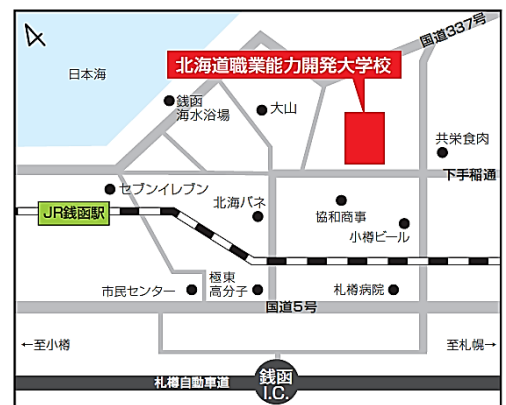 国道337号
日本海
北海道職業能力開発大学校
銭函
海水浴場
大山
共栄食肉
下手稲通
セブンイレブン
北海バネ
協和商事
JR銭函駅
小樽ビール
市民センター
極東
高分子
札樽病院
国道5号
←至小樽
至札幌→
銭函
I.C.
札樽自動車道